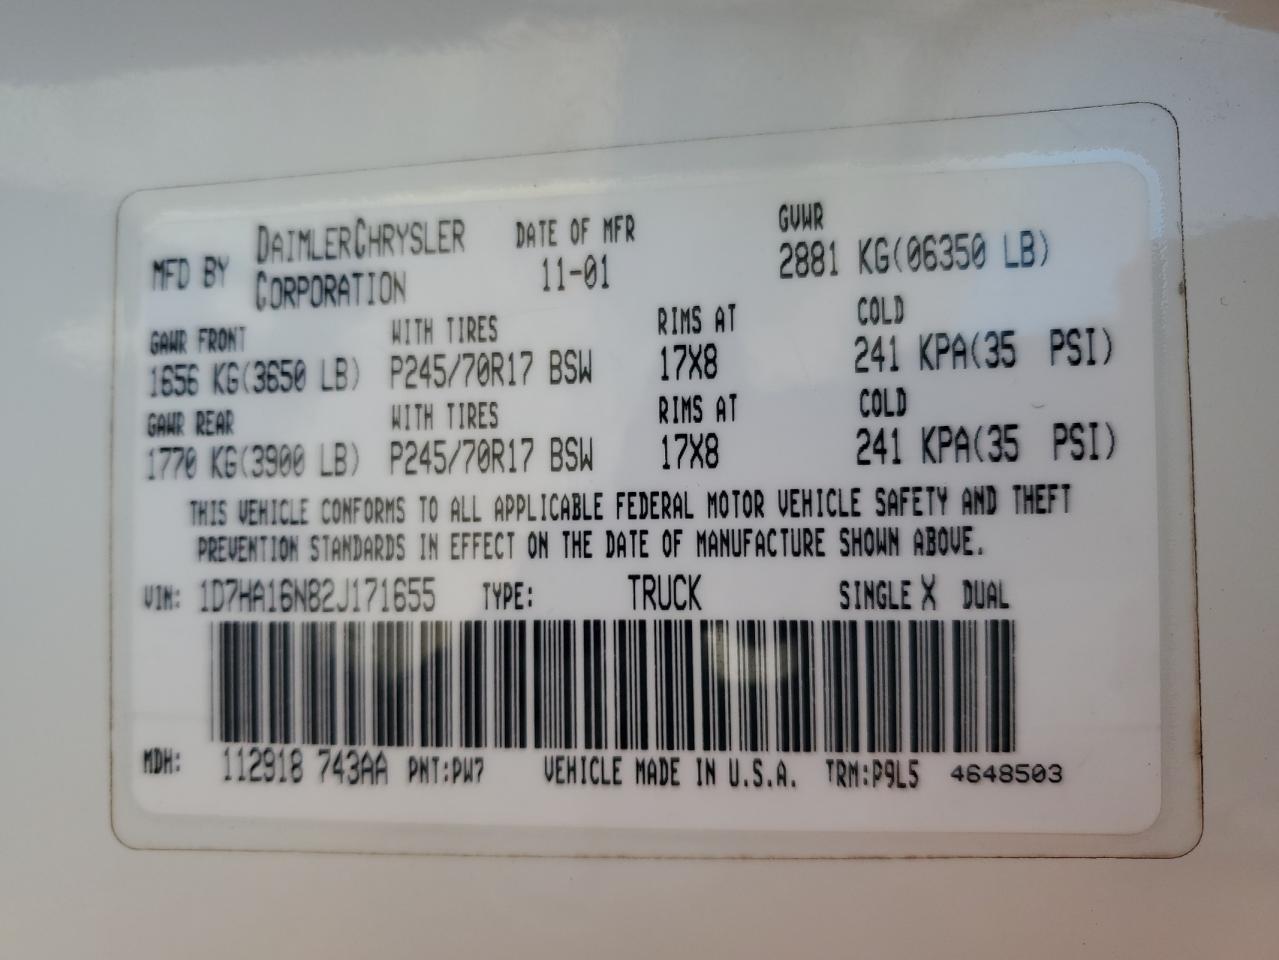 MFD BY DAIMLERCHRYSLER CORPORATION DATE OF MFR 11-01 GVWR 2881 KG(06350 LB)
GAWR FRONT WITH TIRES RIMS AT COLD
1656 KG(3650 LB) P245/70R17 BSW 17X8 241 KPA(35 PSI)
GAWR REAR WITH TIRES RIMS AT COLD
1770 KG(3900 LB) P245/70R17 BSW 17X8 241 KPA(35 PSI)
THIS VEHICLE CONFORMS TO ALL APPLICABLE FEDERAL MOTOR VEHICLE SAFETY AND THEFT
PREVENTION STANDARDS IN EFFECT ON THE DATE OF MANUFACTURE SHOWN ABOVE.
VIN: 1D7HA16N82J171655 TYPE: TRUCK SINGLE X DUAL
MDH: 112918 743AA PNT:PW7 VEHICLE MADE IN U.S.A. TRM:P9L5 4648503